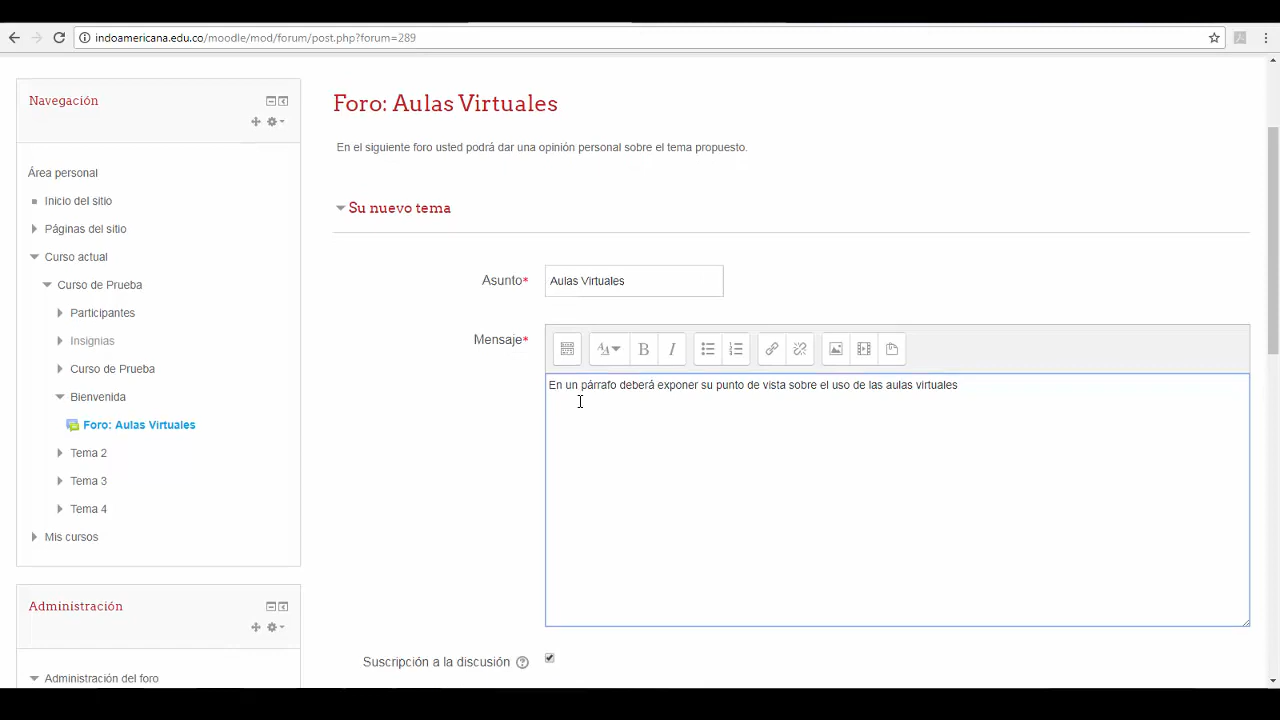 indoamericana.edu.co/moodle/mod/forum/post.php?forum=289
Navegación
Área personal
Inicio del sitio
Páginas del sitio
Curso actual
Curso de Prueba
Participantes
Insignias
Curso de Prueba
Bienvenida
Foro: Aulas Virtuales
Tema 2
Tema 3
Tema 4
Mis cursos
Administración
Administración del foro
Foro: Aulas Virtuales
En el siguiente foro usted podrá dar una opinión personal sobre el tema propuesto.
Su nuevo tema
Asunto* Aulas Virtuales
Mensaje*
En un párrafo deberá exponer su punto de vista sobre el uso de las aulas virtuales
Suscripción a la discusión